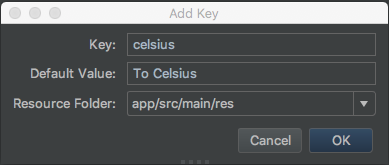 Add Key
Key: celsius
Default Value: To Celsius
Resource Folder: app/src/main/res
Cancel OK